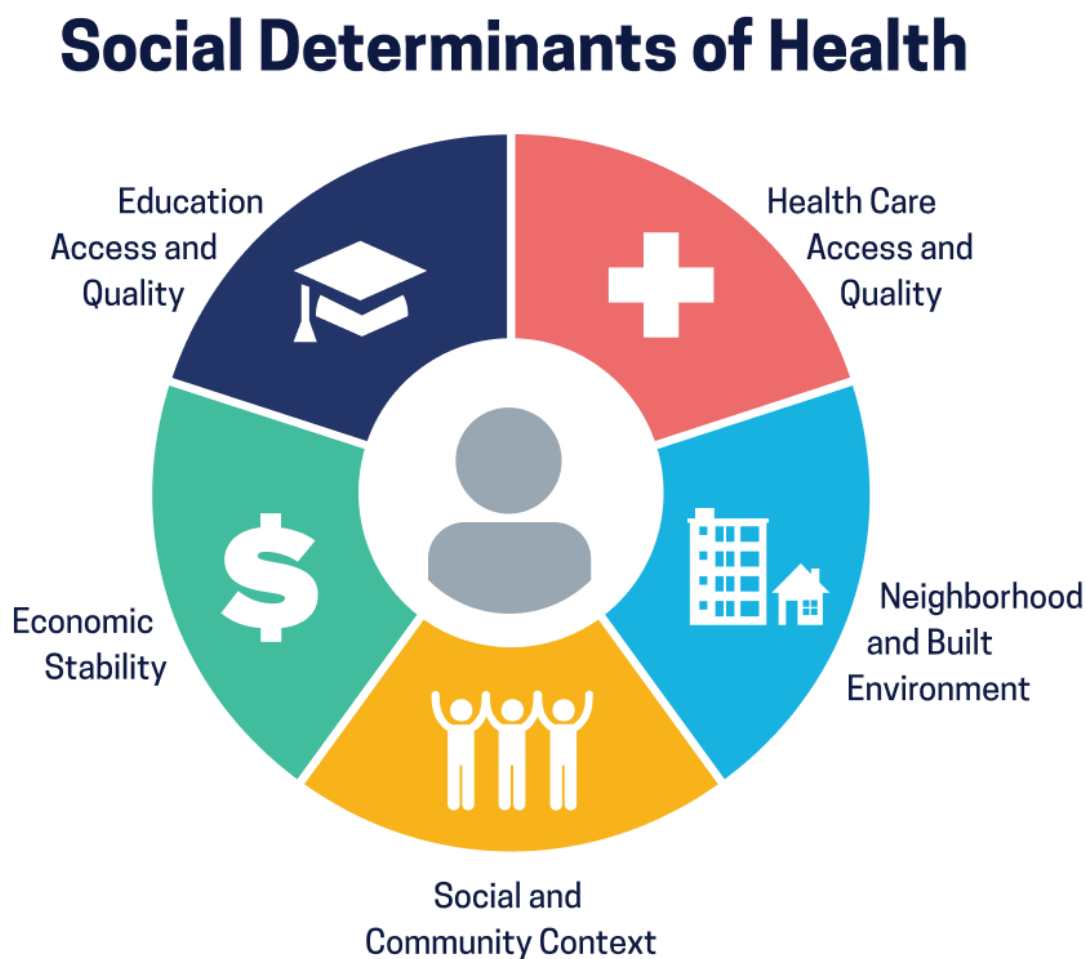 Social Determinants of Health
Education
Access and
Quality
Health Care
Access and
Quality
Economic
Stability
Neighborhood
and Built
Environment
Social and
Community Context